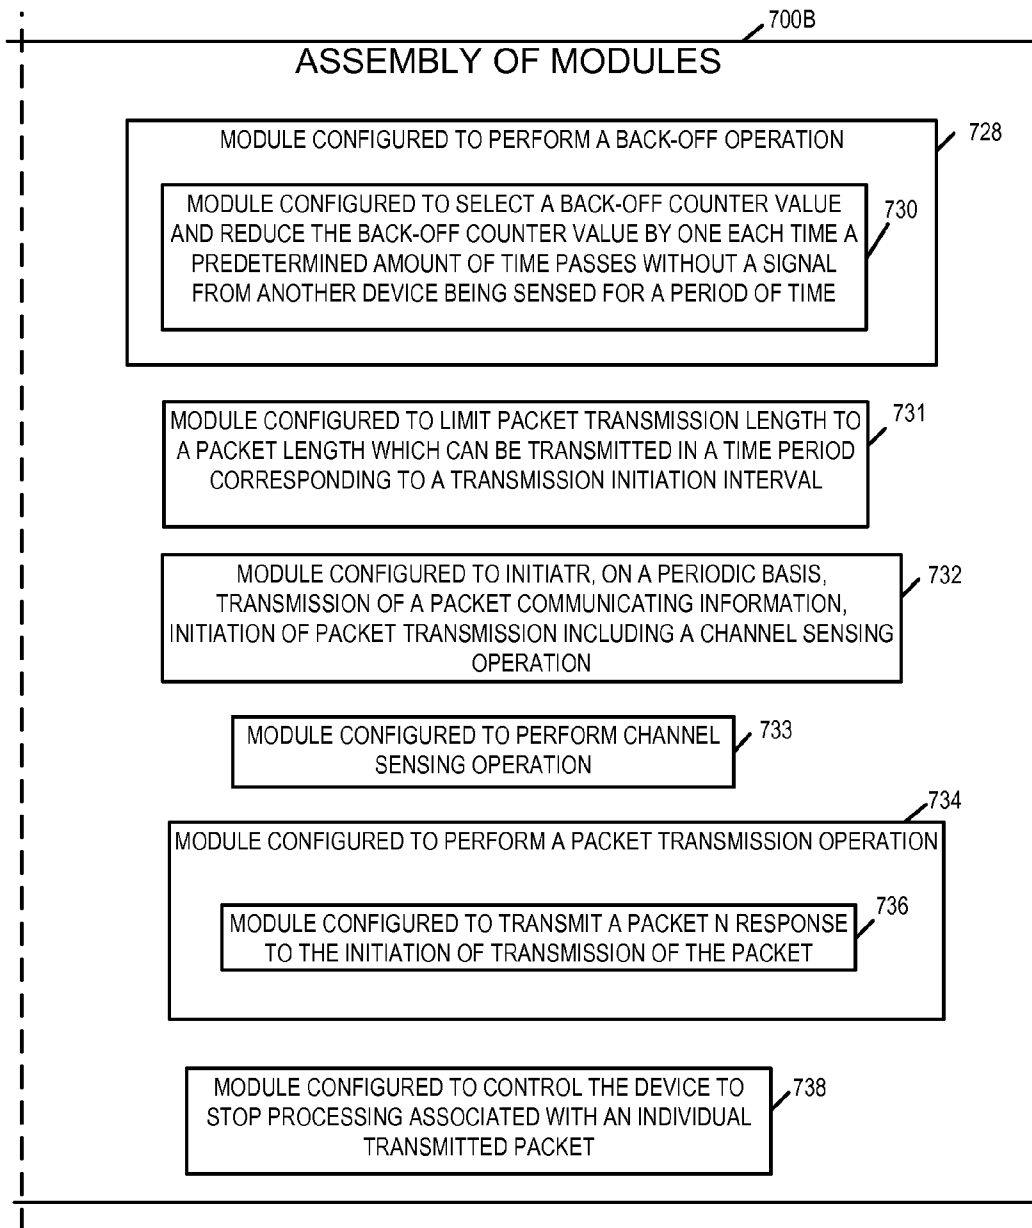 700B
ASSEMBLY OF MODULES
MODULE CONFIGURED TO PERFORM A BACK-OFF OPERATION
728
MODULE CONFIGURED TO SELECT A BACK-OFF COUNTER VALUE
AND REDUCE THE BACK-OFF COUNTER VALUE BY ONE EACH TIME A
PREDETERMINED AMOUNT OF TIME PASSES WITHOUT A SIGNAL
FROM ANOTHER DEVICE BEING SENSED FOR A PERIOD OF TIME
730
MODULE CONFIGURED TO LIMIT PACKET TRANSMISSION LENGTH TO
A PACKET LENGTH WHICH CAN BE TRANSMITTED IN A TIME PERIOD
CORRESPONDING TO A TRANSMISSION INITIATION INTERVAL
731
MODULE CONFIGURED TO INITIATR, ON A PERIODIC BASIS,
TRANSMISSION OF A PACKET COMMUNICATING INFORMATION,
INITIATION OF PACKET TRANSMISSION INCLUDING A CHANNEL SENSING
OPERATION
732
MODULE CONFIGURED TO PERFORM CHANNEL
SENSING OPERATION
733
734
MODULE CONFIGURED TO PERFORM A PACKET TRANSMISSION OPERATION
MODULE CONFIGURED TO TRANSMIT A PACKET N RESPONSE
TO THE INITIATION OF TRANSMISSION OF THE PACKET
736
MODULE CONFIGURED TO CONTROL THE DEVICE TO
STOP PROCESSING ASSOCIATED WITH AN INDIVIDUAL
TRANSMITTED PACKET
738